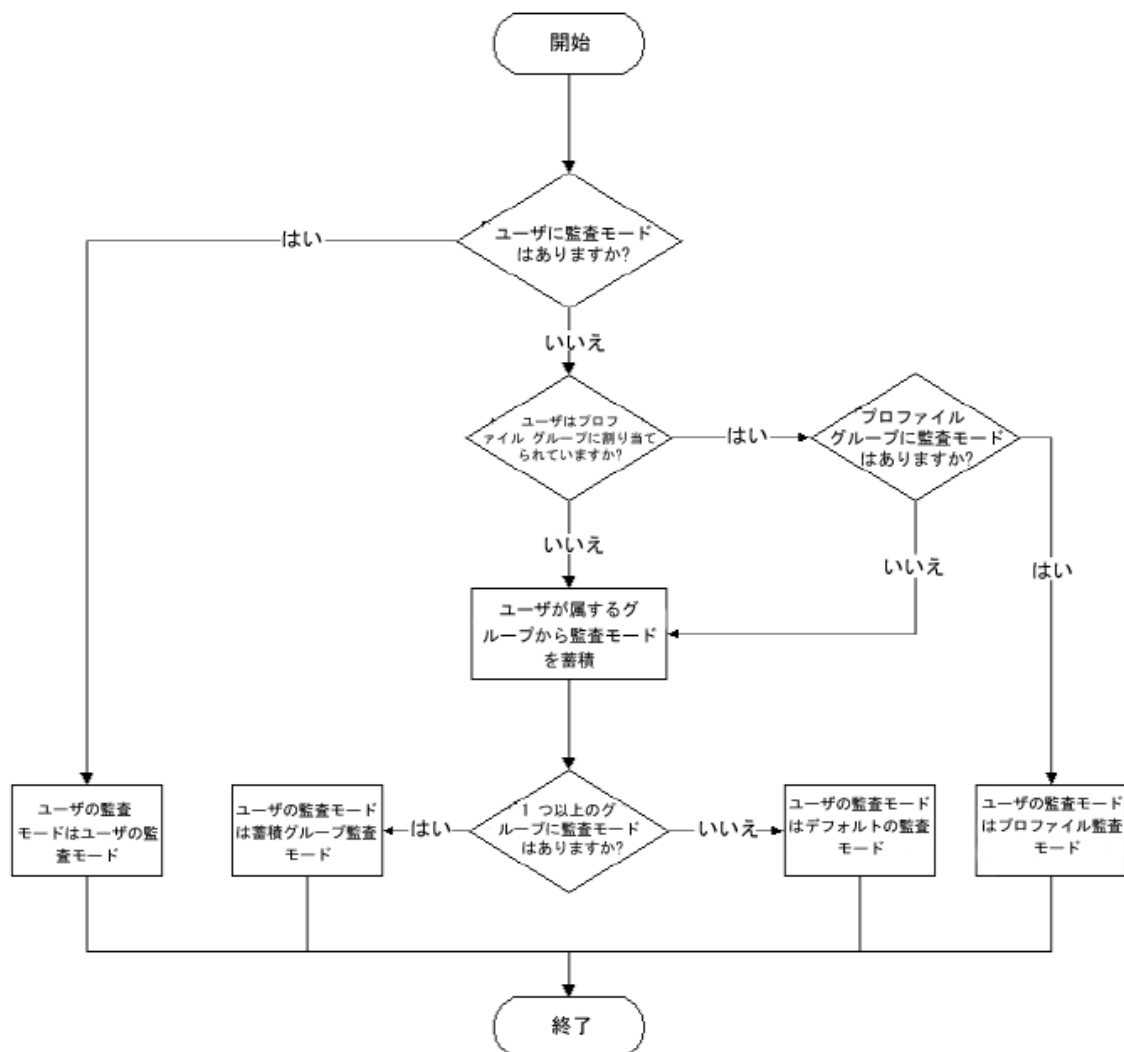 開始
ユーザに監査モード
はありますか?
はい
いいえ
ユーザはプロフ
ァイル グループに割り当て
られていますか?
はい
プロファイル
グループに監査モード
はありますか?
いいえ
いいえ
はい
ユーザが属するグ
ループから監査モード
を蓄積
ユーザの監査
モードはユーザの監
査モード
ユーザの監査モード
は蓄積グループ監査
モード
はい
1 つ以上のグ
ループに監査モード
はありますか?
いいえ
ユーザの監査モード
はデフォルトの監査
モード
ユーザの監査モード
はプロファイル監査
モード
終了